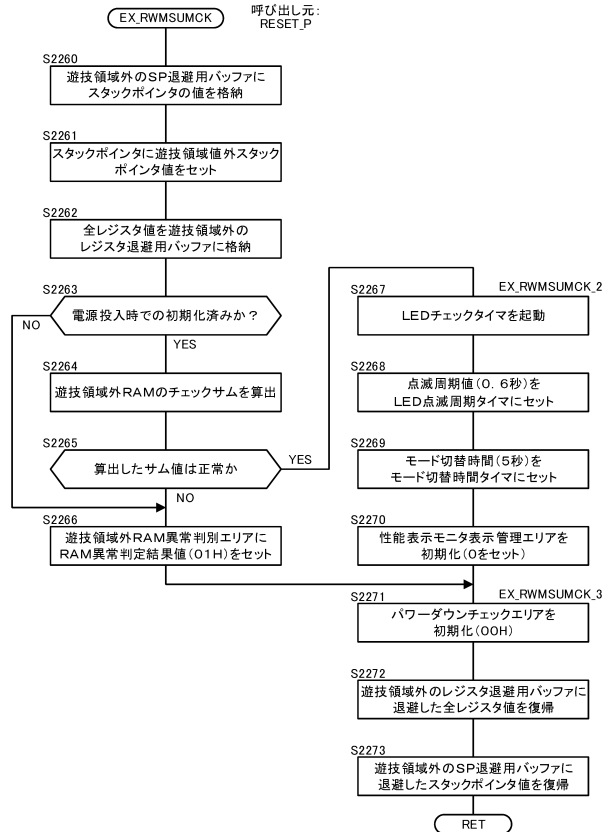 EX_RWMSUMCK
呼び出し元:
RESET_P
S2260
遊技領域外のSP退避用バッファに
スタックポインタの値を格納
S2261
スタックポインタに遊技領域値外スタック
ポインタ値をセット
S2262
全レジスタ値を遊技領域外の
レジスタ退避用バッファに格納
S2263
電源投入時での初期化済みか?
NO
YES
S2264
遊技領域外RAMのチェックサムを算出
S2265
算出したサム値は正常か
YES
NO
S2266
遊技領域外RAM異常判別エリアに
RAM異常判定結果値(01H)をセット
S2267
EX_RWMSUMCK_2
LEDチェックタイマを起動
S2268
点滅周期値(0.6秒)を
LED点滅周期タイマにセット
S2269
モード切替時間(5秒)を
モード切替時間タイマにセット
S2270
性能表示モニタ表示管理エリアを
初期化(0をセット)
S2271
EX_RWMSUMCK_3
パワーダウンチェックエリアを
初期化(00H)
S2272
遊技領域外のレジスタ退避用バッファに
退避した全レジスタ値を復帰
S2273
遊技領域外のSP退避用バッファに
退避したスタックポインタ値を復帰
RET